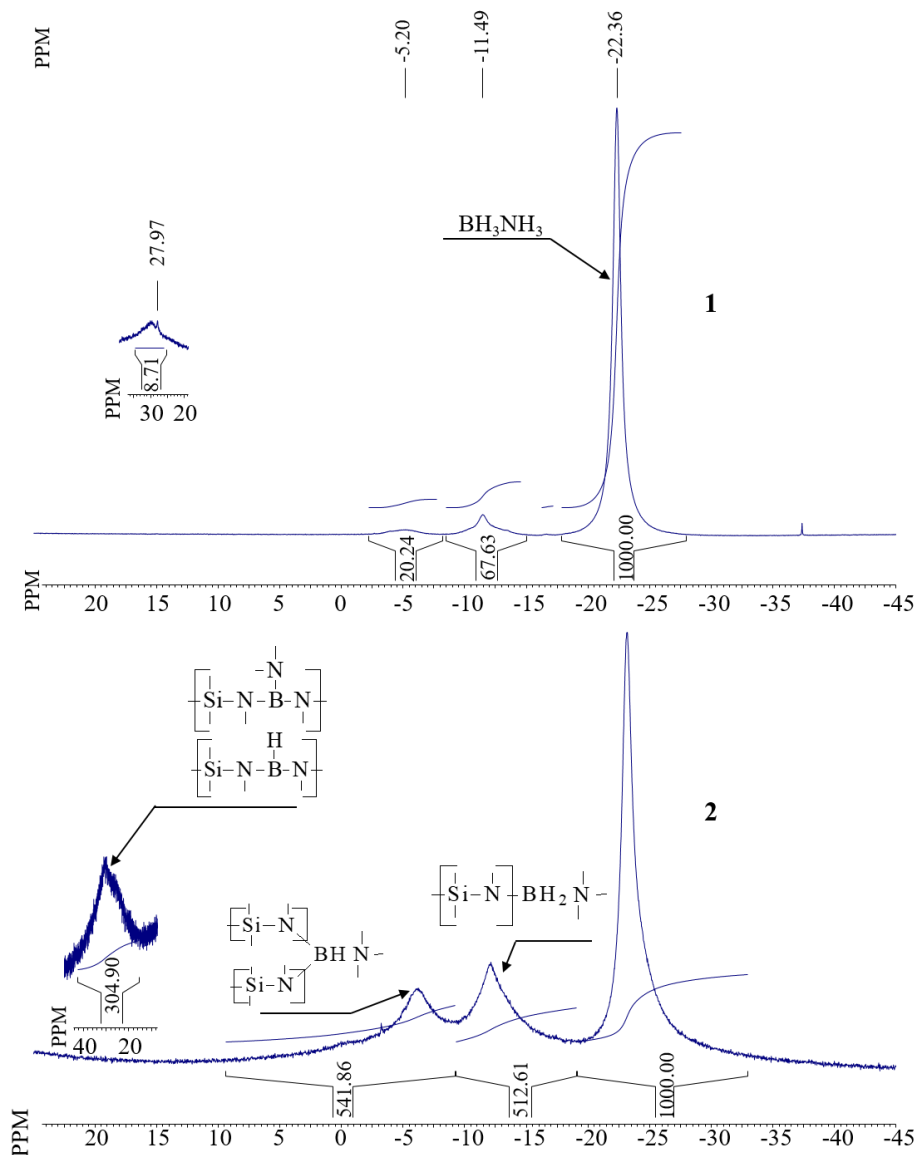 PPM
-5.20
-11.49
-22.36
BH₃NH₃
27.97
1
8.71
PPM
30 20
20.24
67.63
1000.00
PPM
20 15 10 5 0 -5 -10 -15 -20 -25 -30 -35 -40 -45
N
Si N B N
H
Si N B N
2
Si N BH₂ N
Si N
BH N
Si N
304.90
PPM
40 20
541.86
512.61
1000.00
PPM
20 15 10 5 0 -5 -10 -15 -20 -25 -30 -35 -40 -45